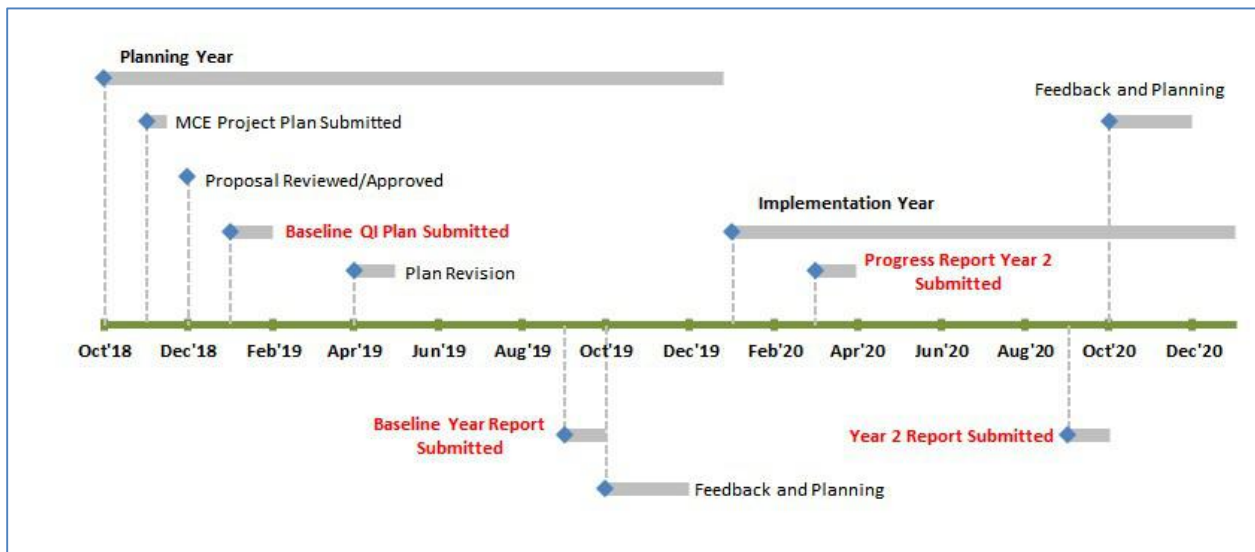 Planning Year
Feedback and Planning
MCE Project Plan Submitted
Proposal Reviewed/Approved
Implementation Year
Baseline QI Plan Submitted
Progress Report Year 2
Submitted
Plan Revision
Oct'18 Dec'18 Feb'19 Apr'19 Jun'19 Aug'19 Oct'19 Dec'19 Feb'20 Apr'20 Jun'20 Aug'20 Oct'20 Dec'20
Baseline Year Report
Submitted
Year 2 Report Submitted
Feedback and Planning